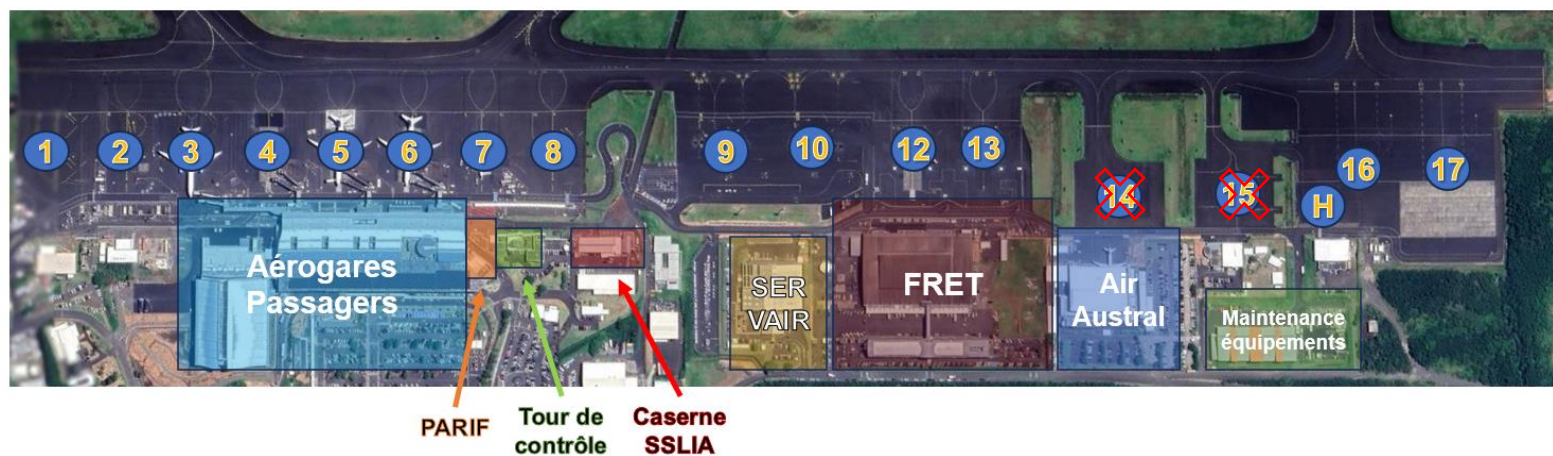 1
2
3
4
5
6
7
8
9
10
12
13
14
15
16
17
H
Aérogares
Passagers
SER
VAIR
FRET
Air
Austral
Maintenance
équipements
PARIF
Tour de
contrôle
Caserne
SSLIA